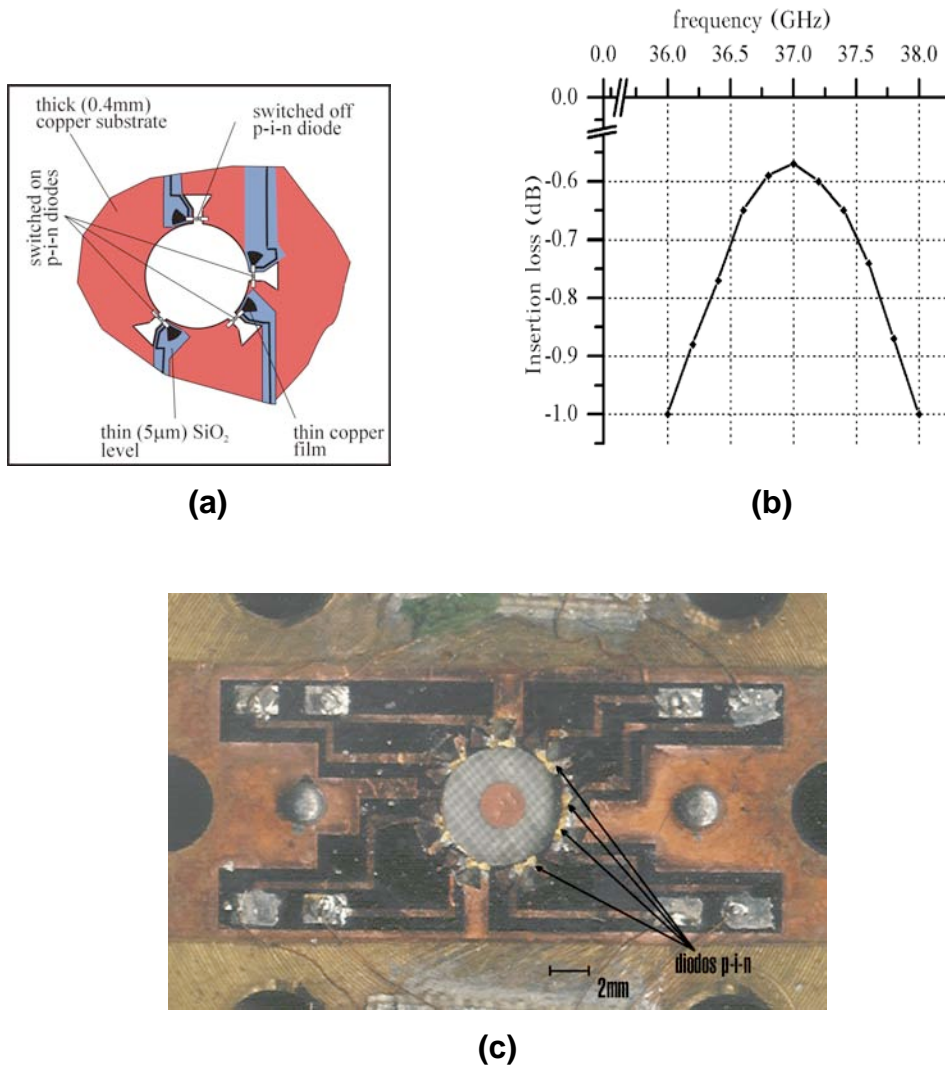 thick (0.4mm)
copper substrate
switched off
p-i-n diode
switched on
p-i-n diodes
thin (5µm) SiO₂
level
thin copper
film
(a)
frequency (GHz)
0.0 36.0 36.5 37.0 37.5 38.0
Insertion loss (dB)
0.0
-0.6
-0.7
-0.8
-0.9
-1.0
(b)
diodos p-i-n
2mm
(c)